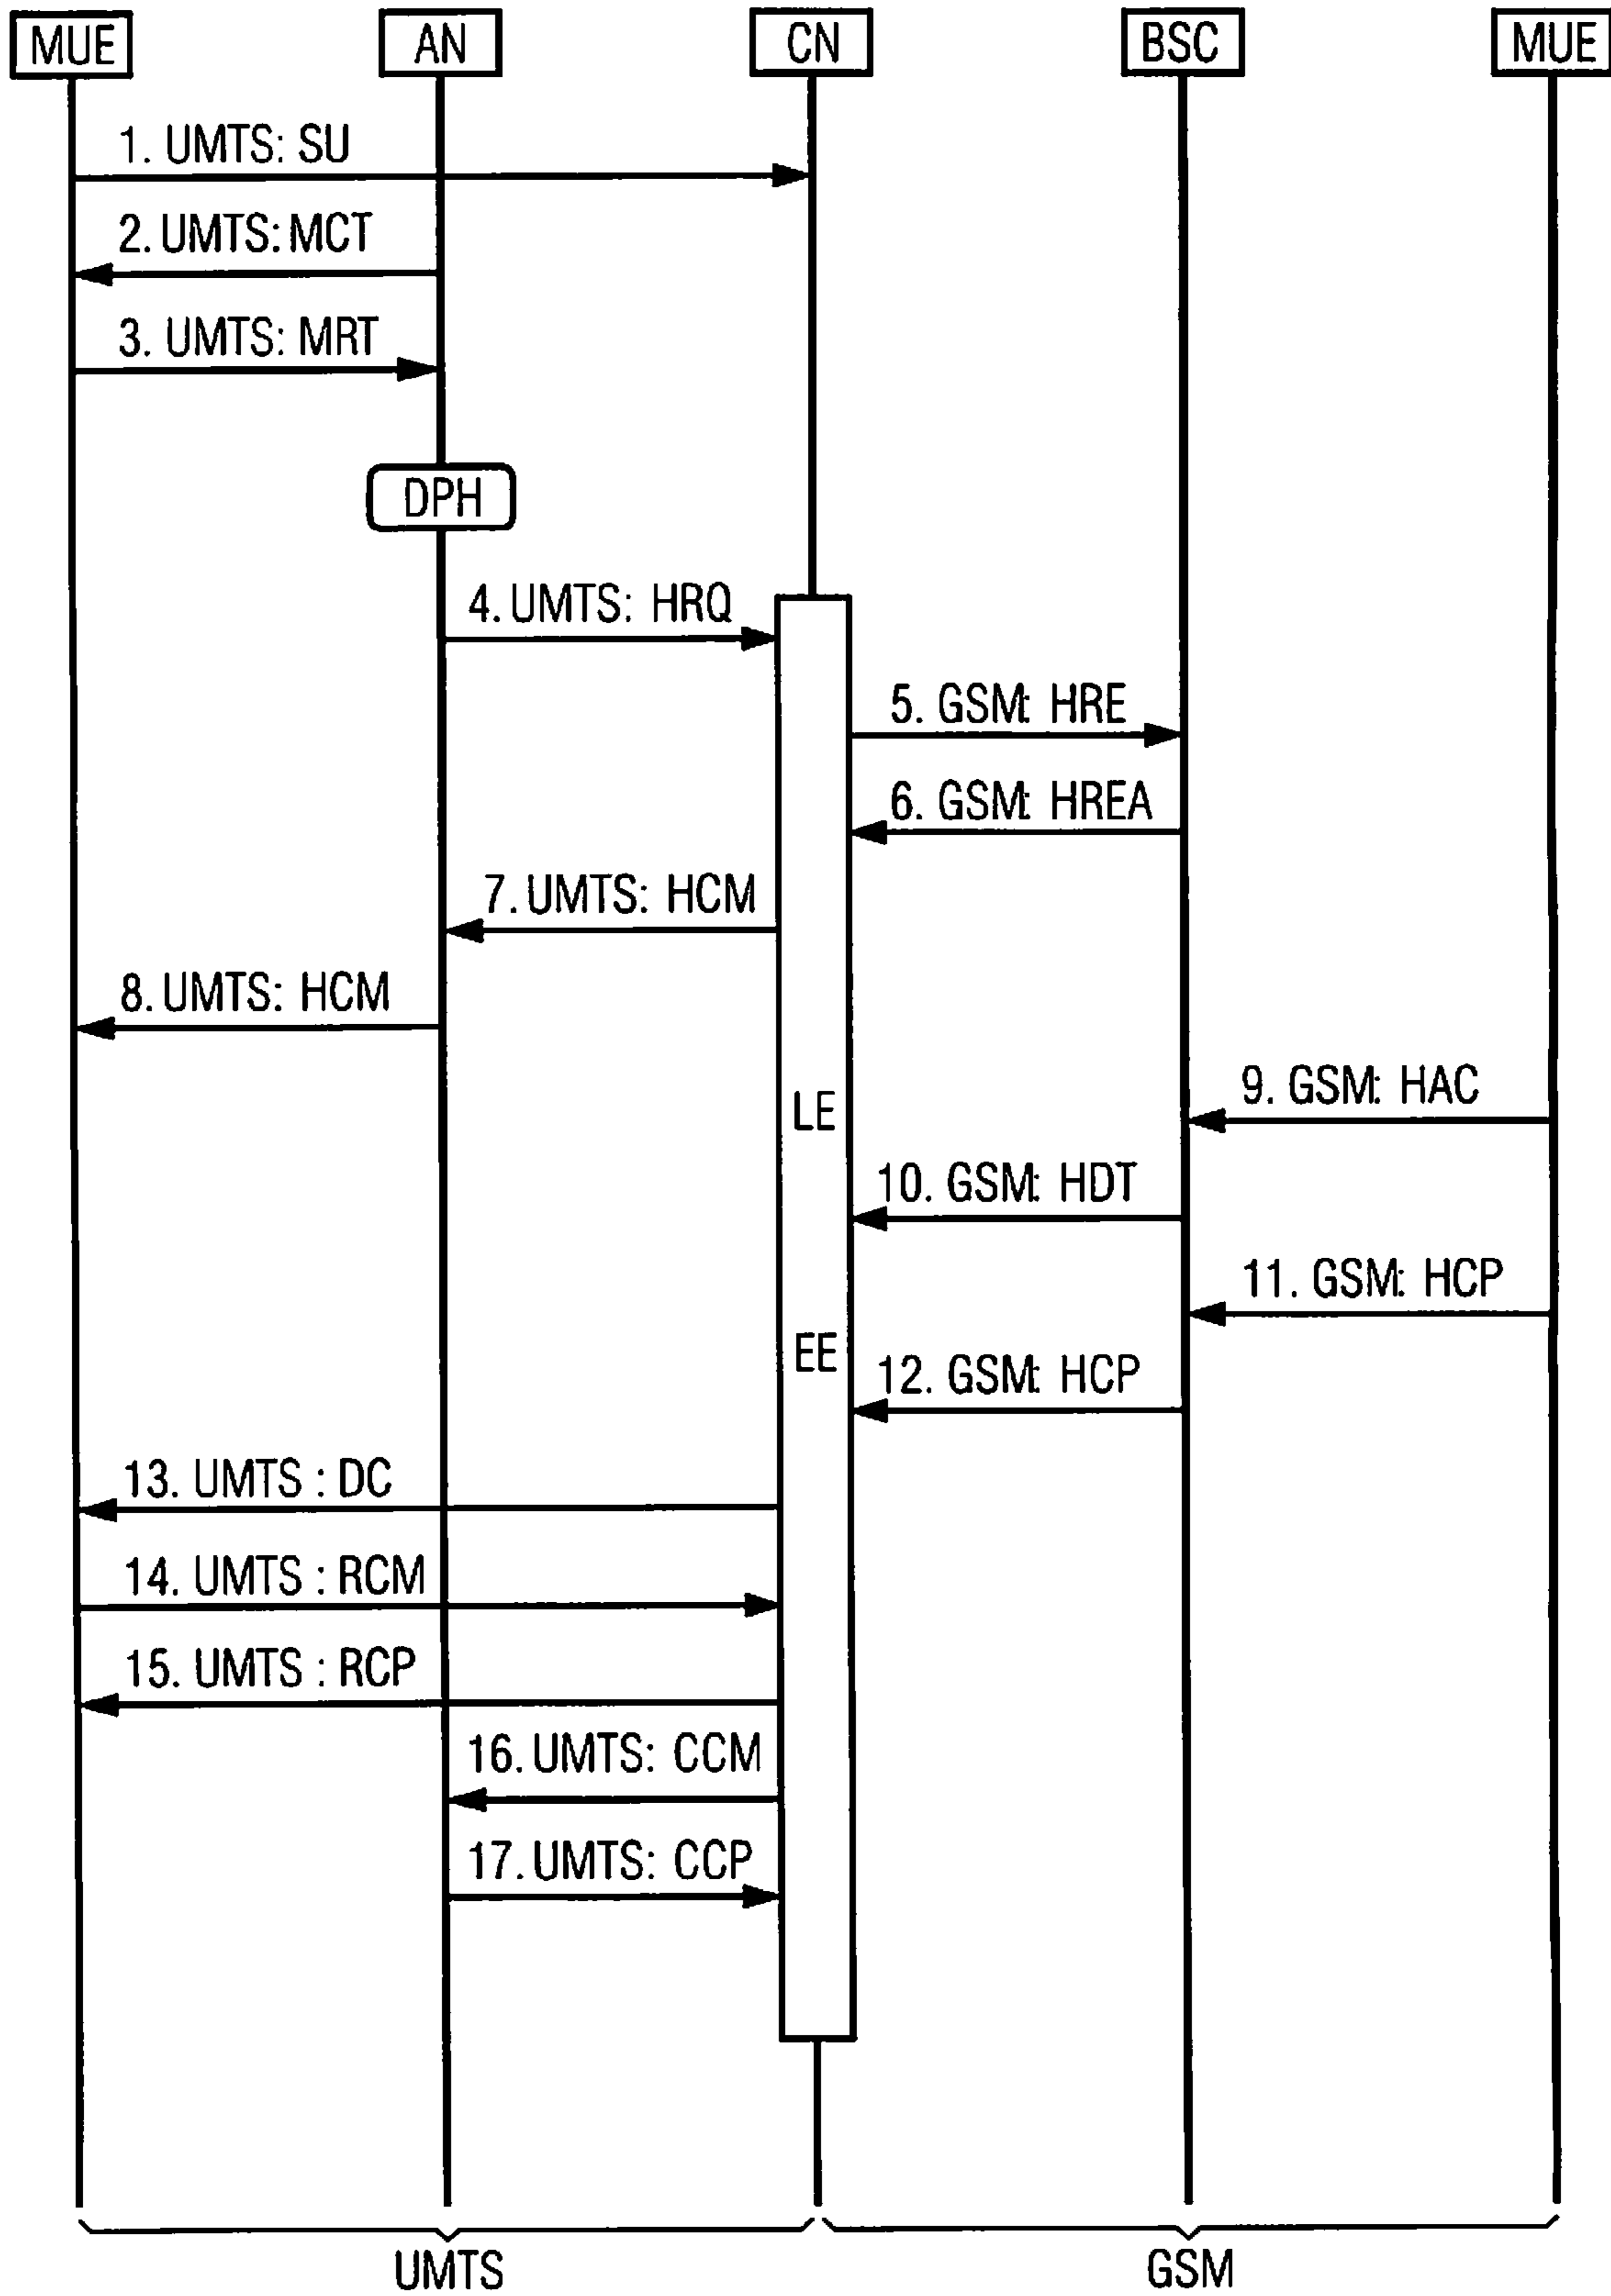 MUE AN CN BSC MUE
1. UMTS: SU
2. UMTS: MCT
3. UMTS: MRT
DPH
4. UMTS: HRQ
5. GSM: HRE
6. GSM: HREA
7. UMTS: HCM
8. UMTS: HCM
LE
9. GSM: HAC
10. GSM: HDT
11. GSM: HCP
EE
12. GSM: HCP
13. UMTS : DC
14. UMTS : RCM
15. UMTS : RCP
16. UMTS: CCM
17. UMTS: CCP
UMTS GSM